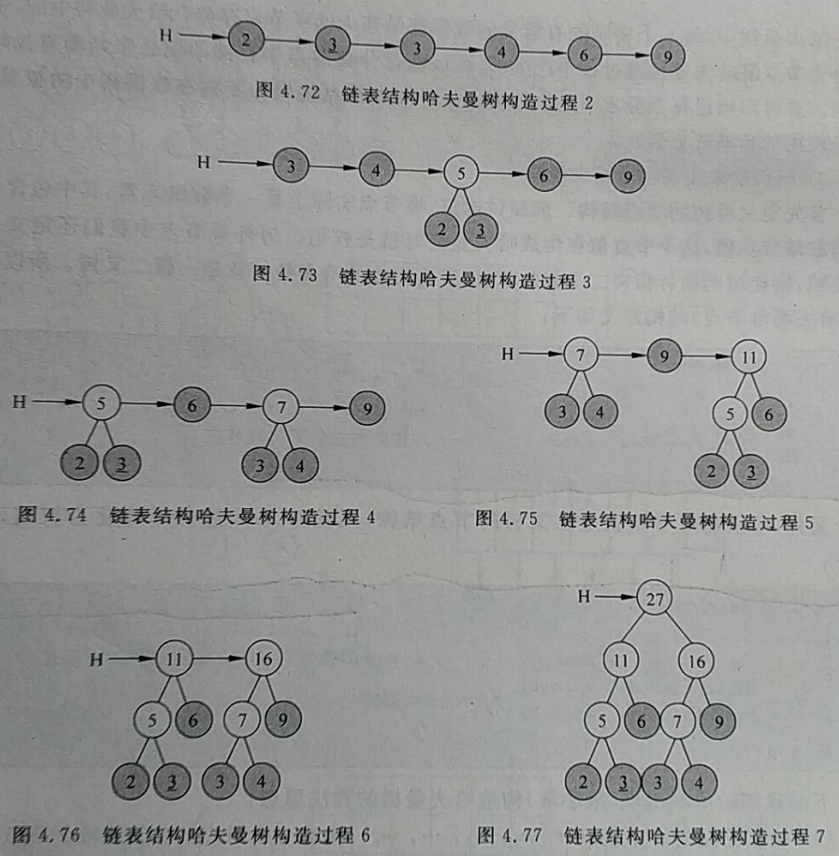 H 2 3 3 4 6 9
图 4.72 链表结构哈夫曼树构造过程 2
H 3 4 5 6 9
2 3
图 4.73 链表结构哈夫曼树构造过程 3
H 5 6 7 9
2 3 3 4
图 4.74 链表结构哈夫曼树构造过程 4
H 7 9 11
3 4 5 6
2 3
图 4.75 链表结构哈夫曼树构造过程 5
H 11 16
5 6 7 9
2 3 3 4
图 4.76 链表结构哈夫曼树构造过程 6
H 27
11 16
5 6 7 9
2 3 3 4
图 4.77 链表结构哈夫曼树构造过程 7